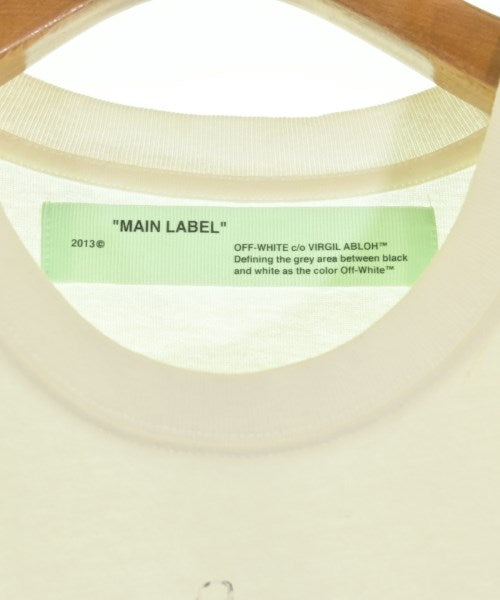 "MAIN LABEL"
2013©
OFF-WHITE c/o VIRGIL ABLOH™
Defining the grey area between black
and white as the color Off-White™